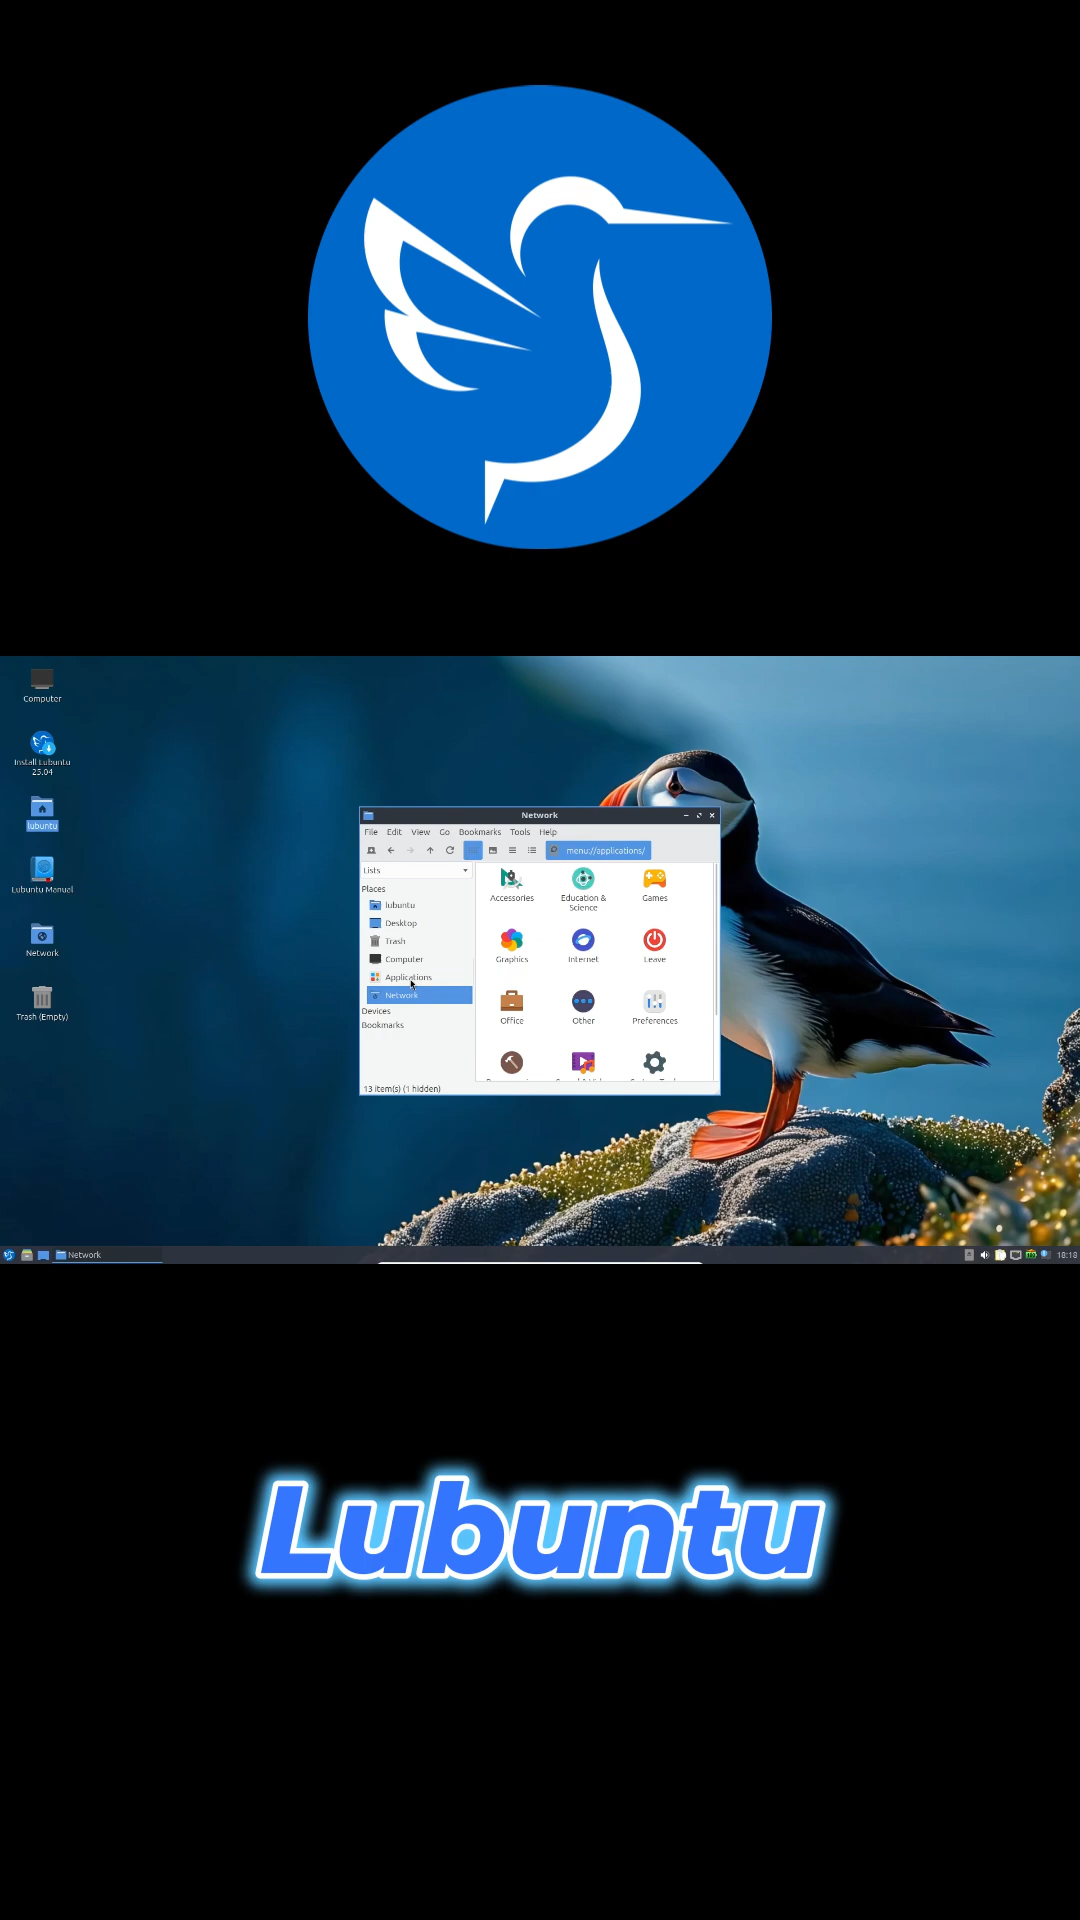 Computer
Install Lubuntu
25.04
lubuntu
Lubuntu Manual
Network
Trash (Empty)
Network
File Edit View Go Bookmarks Tools Help
menu://applications/
Lists
Places
lubuntu
Desktop
Trash
Computer
Applications
Network
Devices
Bookmarks
Accessories
Education &
Science
Games
Graphics
Internet
Leave
Office
Other
Preferences
13 item(s) (1 hidden)
Network
18:18
Lubuntu